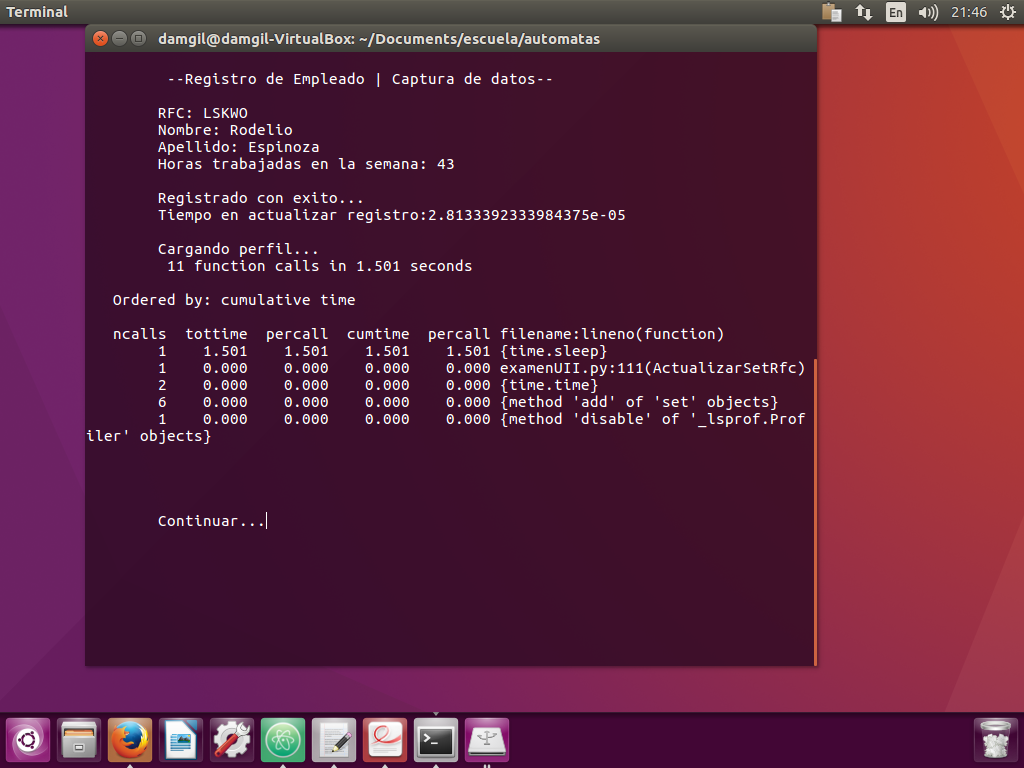 Terminal
En
21:46
damgil@damgil-VirtualBox: ~/Documents/escuela/automatas
--Registro de Empleado | Captura de datos--
RFC: LSKWO
Nombre: Rodelio
Apellido: Espinoza
Horas trabajadas en la semana: 43
Registrado con exito...
Tiempo en actualizar registro:2.8133392333984375e-05
Cargando perfil...
11 function calls in 1.501 seconds
Ordered by: cumulative time
ncalls tottime percall cumtime percall filename:lineno(function)
1 1.501 1.501 1.501 1.501 {time.sleep}
1 0.000 0.000 0.000 0.000 examenUII.py:111(ActualizarSetRfc)
2 0.000 0.000 0.000 0.000 {time.time}
6 0.000 0.000 0.000 0.000 {method 'add' of 'set' objects}
1 0.000 0.000 0.000 0.000 {method 'disable' of '_lsprof.Prof
iler' objects}
Continuar...